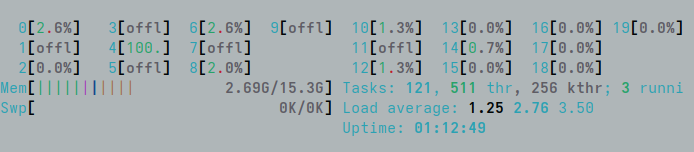 0[2.6%] 3[offl] 6[2.6%] 9[offl] 10[1.3%] 13[0.0%] 16[0.0%] 19[0.0%]
1[offl] 4[100.] 7[offl] 11[offl] 14[0.7%] 17[0.0%]
2[0.0%] 5[offl] 8[2.0%] 12[1.3%] 15[0.0%] 18[0.0%]
Mem[||||||||||||| 2.69G/15.3G] Tasks: 121, 511 thr, 256 kthr; 3 runni
Swp[ 0K/0K] Load average: 1.25 2.76 3.50
Uptime: 01:12:49